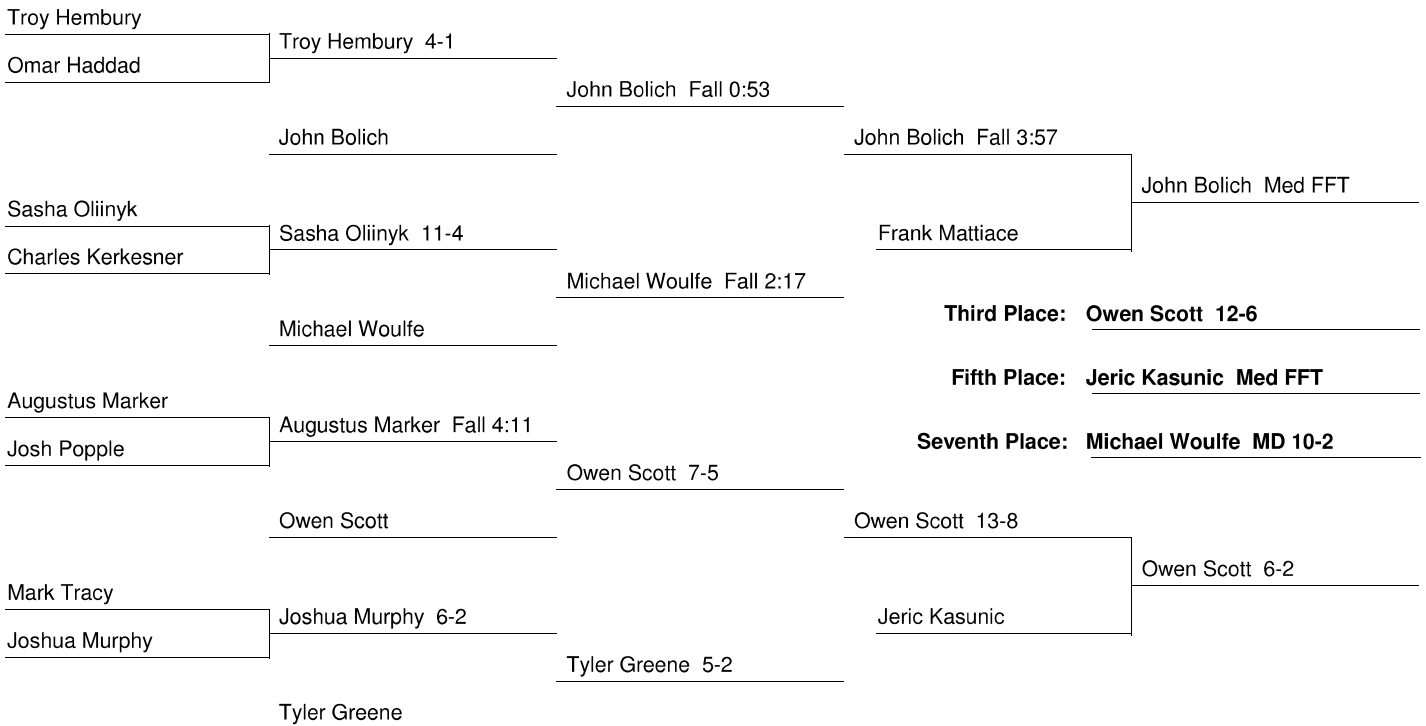 Troy Hembury
Troy Hembury 4-1
Omar Haddad
John Bolich Fall 0:53
John Bolich
John Bolich Fall 3:57
John Bolich Med FFT
Sasha Oliinyk
Sasha Oliinyk 11-4
Frank Mattiace
Charles Kerkesner
Michael Woulfe Fall 2:17
Third Place: Owen Scott 12-6
Michael Woulfe
Fifth Place: Jeric Kasunic Med FFT
Augustus Marker
Augustus Marker Fall 4:11
Josh Popple
Seventh Place: Michael Woulfe MD 10-2
Owen Scott 7-5
Owen Scott
Owen Scott 13-8
Owen Scott 6-2
Mark Tracy
Joshua Murphy 6-2
Jeric Kasunic
Joshua Murphy
Tyler Greene 5-2
Tyler Greene